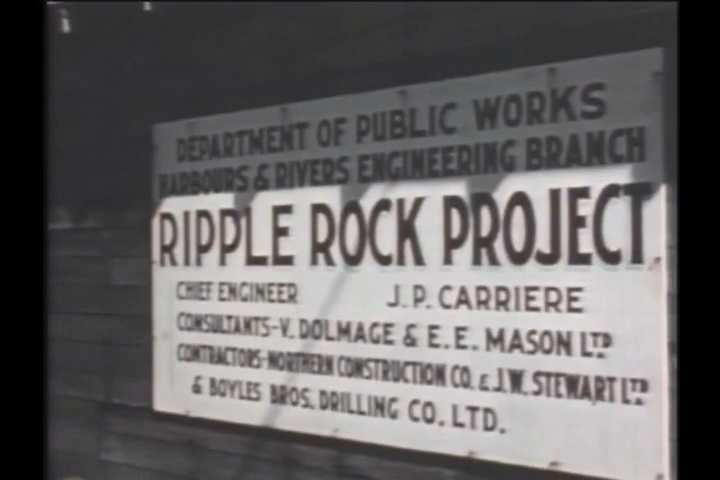 DEPARTMENT OF PUBLIC WORKS
HARBOURS & RIVERS ENGINEERING BRANCH
RIPPLE ROCK PROJECT
CHIEF ENGINEER J.P. CARRIERE
CONSULTANTS-V. DOLMAGE & E.E. MASON LTD
CONTRACTORS-NORTHERN CONSTRUCTION CO. & J.W. STEWART LTD
& BOYLES BROS. DRILLING CO. LTD.